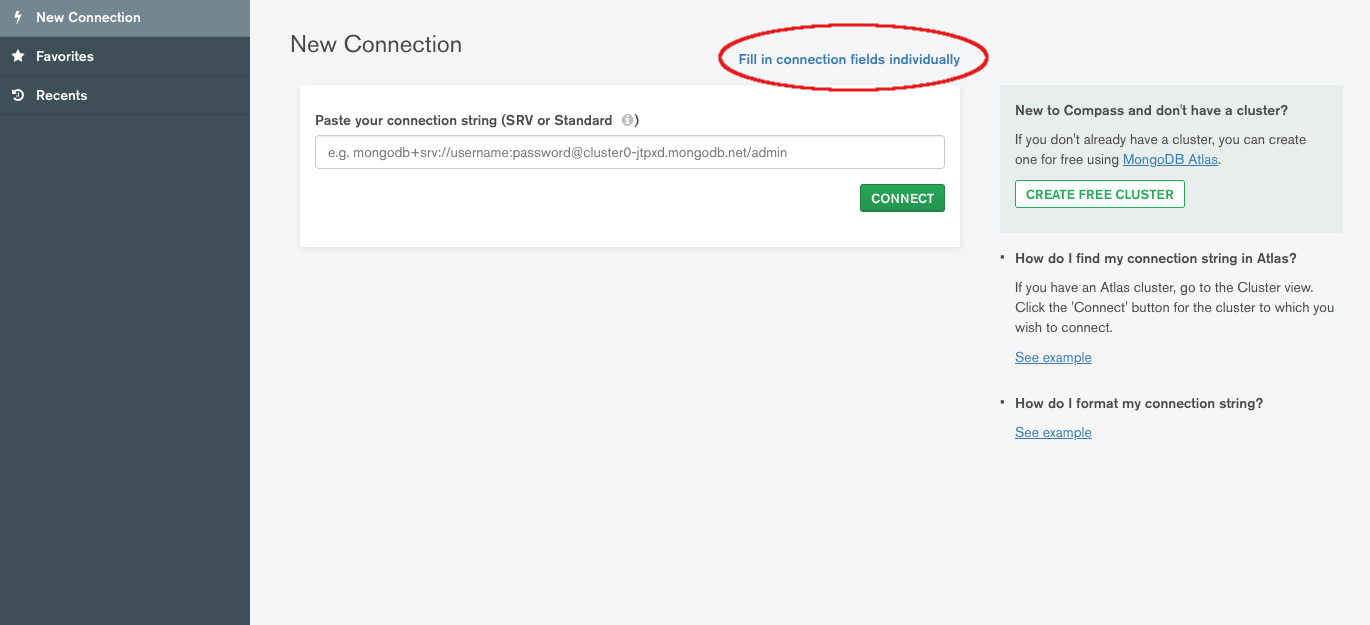 New Connection
Favorites
Recents
New Connection
Fill in connection fields individually
Paste your connection string (SRV or Standard i)
e.g. mongodb+srv://username:password@cluster0-jtpxd.mongodb.net/admin
CONNECT
New to Compass and don't have a cluster?
If you don't already have a cluster, you can create
one for free using MongoDB Atlas.
CREATE FREE CLUSTER
How do I find my connection string in Atlas?
If you have an Atlas cluster, go to the Cluster view.
Click the 'Connect' button for the cluster to which you
wish to connect.
See example
How do I format my connection string?
See example